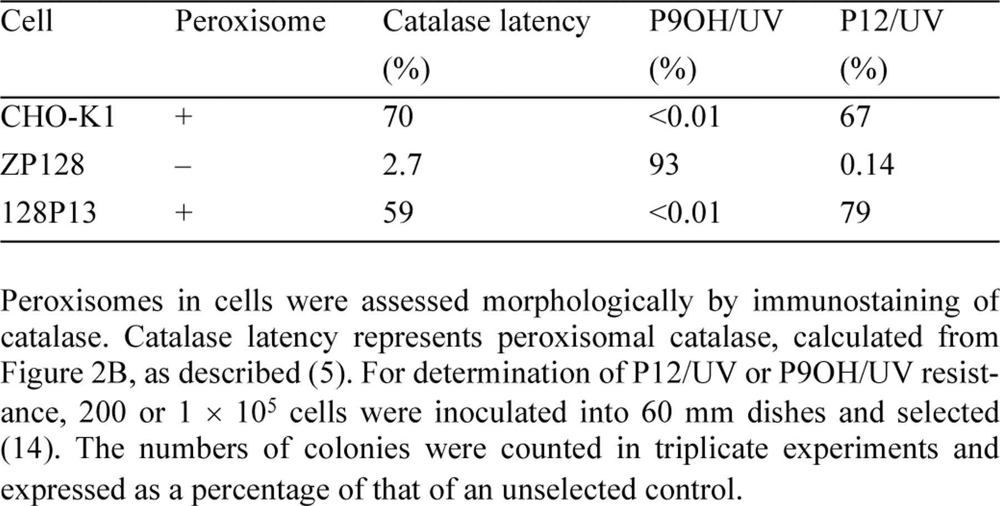 Cell Peroxisome Catalase latency P9OH/UV P12/UV
(%) (%) (%)
CHO-K1 + 70 <0.01 67
ZP128 – 2.7 93 0.14
128P13 + 59 <0.01 79
Peroxisomes in cells were assessed morphologically by immunostaining of
catalase. Catalase latency represents peroxisomal catalase, calculated from
Figure 2B, as described (5). For determination of P12/UV or P9OH/UV resist-
ance, 200 or 1 × 10⁵ cells were inoculated into 60 mm dishes and selected
(14). The numbers of colonies were counted in triplicate experiments and
expressed as a percentage of that of an unselected control.